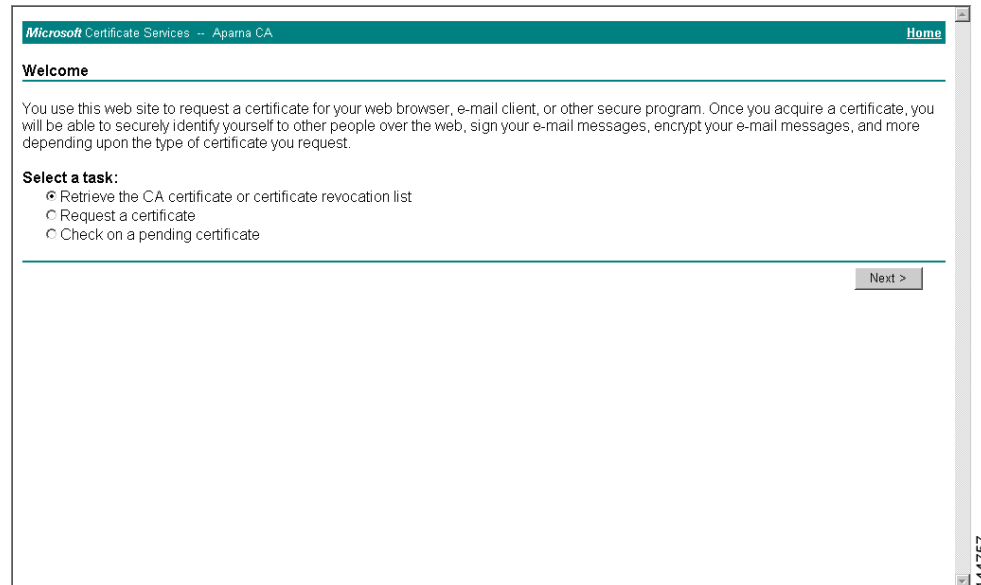 Microsoft Certificate Services -- Aparna CA Home
Welcome
You use this web site to request a certificate for your web browser, e-mail client, or other secure program. Once you acquire a certificate, you
will be able to securely identify yourself to other people over the web, sign your e-mail messages, encrypt your e-mail messages, and more
depending upon the type of certificate you request.
Select a task:
Retrieve the CA certificate or certificate revocation list
Request a certificate
Check on a pending certificate
Next >